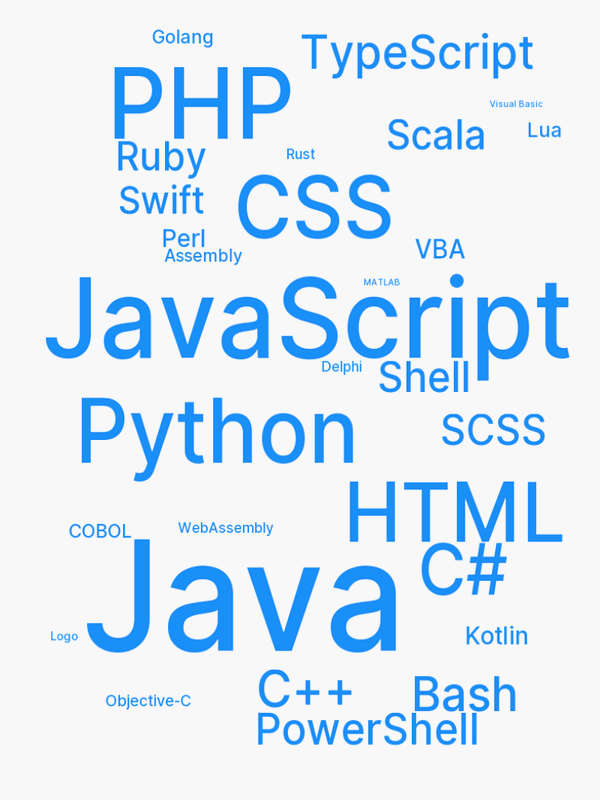 Golang
TypeScript
PHP
Visual Basic
Scala
Lua
Ruby
Rust
Swift
CSS
Perl
VBA
Assembly
MATLAB
JavaScript
Delphi
Shell
Python
SCSS
HTML
COBOL
WebAssembly
C#
Java
Logo
Kotlin
C++
Bash
Objective-C
PowerShell